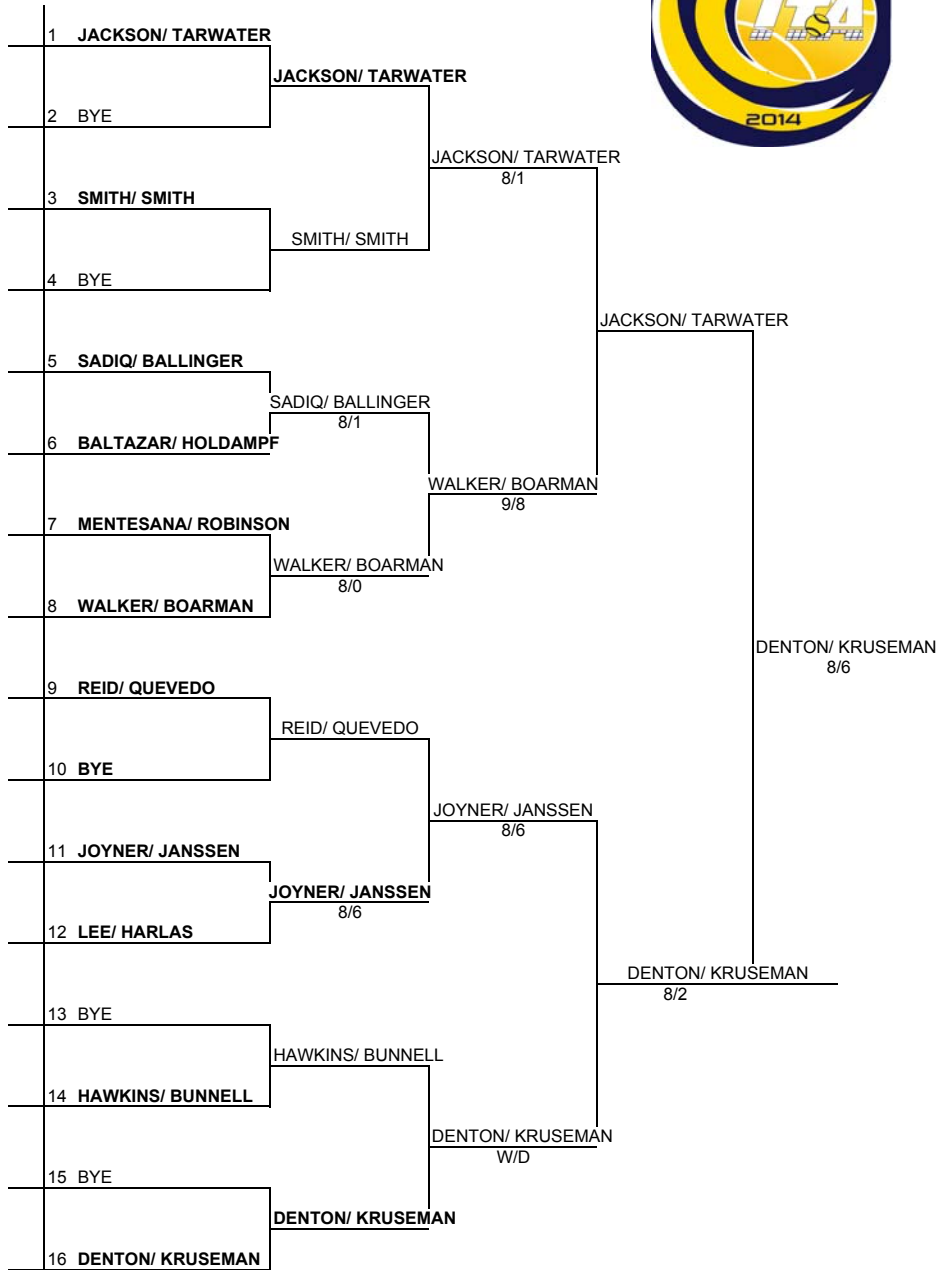 ITA
2014
1 JACKSON/ TARWATER
JACKSON/ TARWATER
2 BYE
JACKSON/ TARWATER
8/1
3 SMITH/ SMITH
SMITH/ SMITH
4 BYE
JACKSON/ TARWATER
5 SADIQ/ BALLINGER
SADIQ/ BALLINGER
8/1
6 BALTAZAR/ HOLDAMPF
WALKER/ BOARMAN
9/8
7 MENTESANA/ ROBINSON
WALKER/ BOARMAN
8/0
8 WALKER/ BOARMAN
DENTON/ KRUSEMAN
8/6
9 REID/ QUEVEDO
REID/ QUEVEDO
10 BYE
JOYNER/ JANSSEN
8/6
11 JOYNER/ JANSSEN
JOYNER/ JANSSEN
8/6
12 LEE/ HARLAS
DENTON/ KRUSEMAN
8/2
13 BYE
HAWKINS/ BUNNELL
14 HAWKINS/ BUNNELL
DENTON/ KRUSEMAN
W/D
15 BYE
DENTON/ KRUSEMAN
16 DENTON/ KRUSEMAN